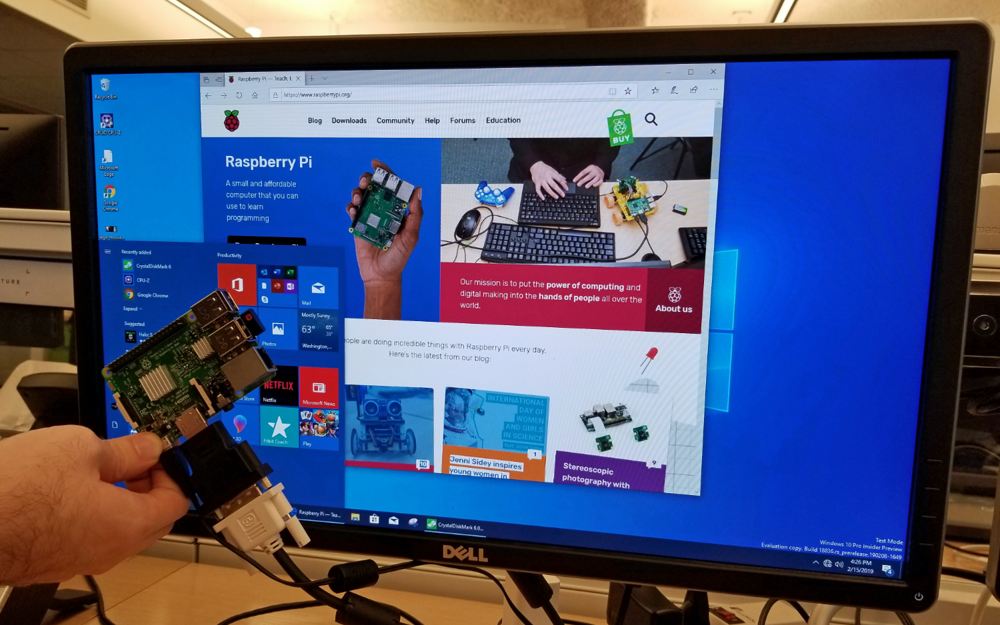 Recycle Bin
CPUID CPU-Z
Microsoft
Edge
Google
Chrome
Raspberry Pi — Teach, L
https://www.raspberrypi.org/
Blog Downloads Community Help Forums Education
BUY
Raspberry Pi
A small and affordable
computer that you can
use to learn
programming
Our mission is to put the power of computing and
digital making into the hands of people all over the
world.
About us
eople are doing incredible things with Raspberry Pi every day.
Here's the latest from our blog:
10
INTERNATIONAL
DAY OF
WOMEN
AND GIRLS
IN SCIENCE
1
Jenni Sidey inspires
young women in
9
Stereoscopic
photography with
Recently added
CrystalDiskMark 6
CPU-Z
Google Chrome
Expand
Suggested
Productivity
Mail
Photos
Mostly Sunny
63° 65°
38°
Washington,...
NETFLIX
Netflix
Microsoft News
Store
3D
Fitbit Coach
Play
Raspberry Pi — Tea...
CrystalDiskMark 6.0...
Test Mode
Windows 10 Pro Insider Preview
Evaluation copy. Build 18836.rs_prerelease.190208-1649
4:26 PM
2/15/2019
4
DELL
TURE